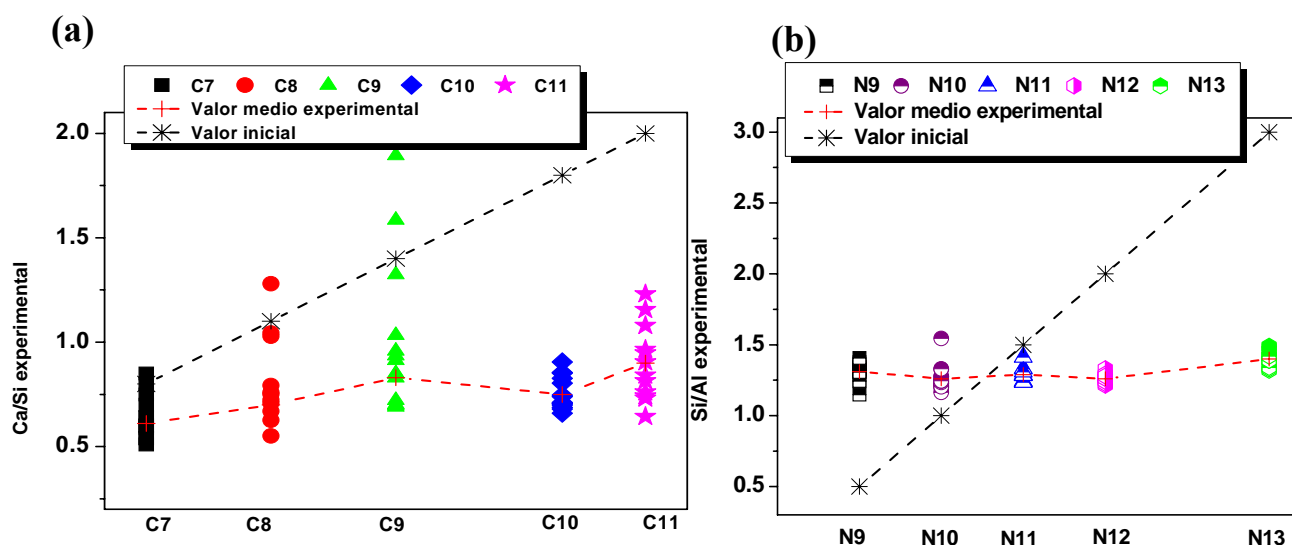 (a)
C7 C8 C9 C10 C11
Valor medio experimental
Valor inicial
Ca/Si experimental
2.0
1.5
1.0
0.5
C7 C8 C9 C10 C11
(b)
N9 N10 N11 N12 N13
Valor medio experimental
Valor inicial
Si/Al experimental
3.0
2.5
2.0
1.5
1.0
0.5
N9 N10 N11 N12 N13